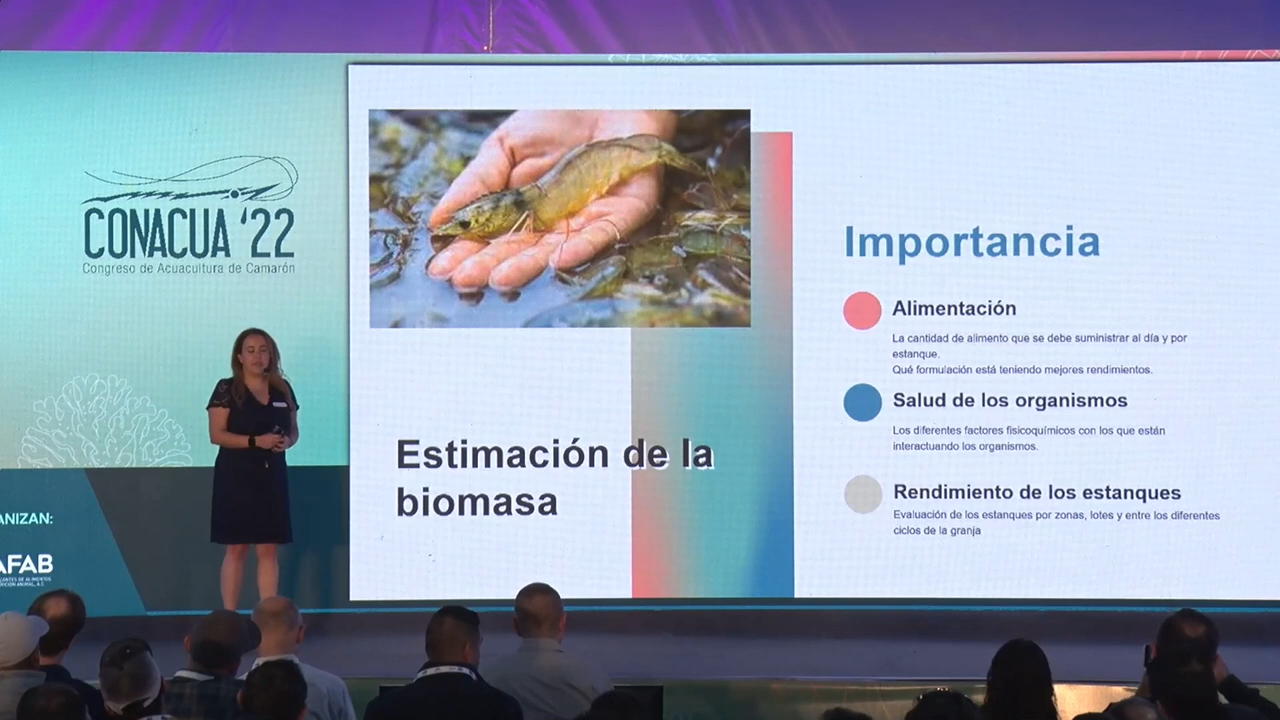 CONACUA '22
Congreso de Acuacultura de Camarón
ANIZAN:
AFAB
Estimación de la
biomasa
Importancia
Alimentación
La cantidad de alimento que se debe suministrar al día y por
estanque.
Qué formulación está teniendo mejores rendimientos.
Salud de los organismos
Los diferentes factores fisicoquímicos con los que están
interactuando los organismos.
Rendimiento de los estanques
Evaluación de los estanques por zonas, lotes y entre los diferentes
ciclos de la granja